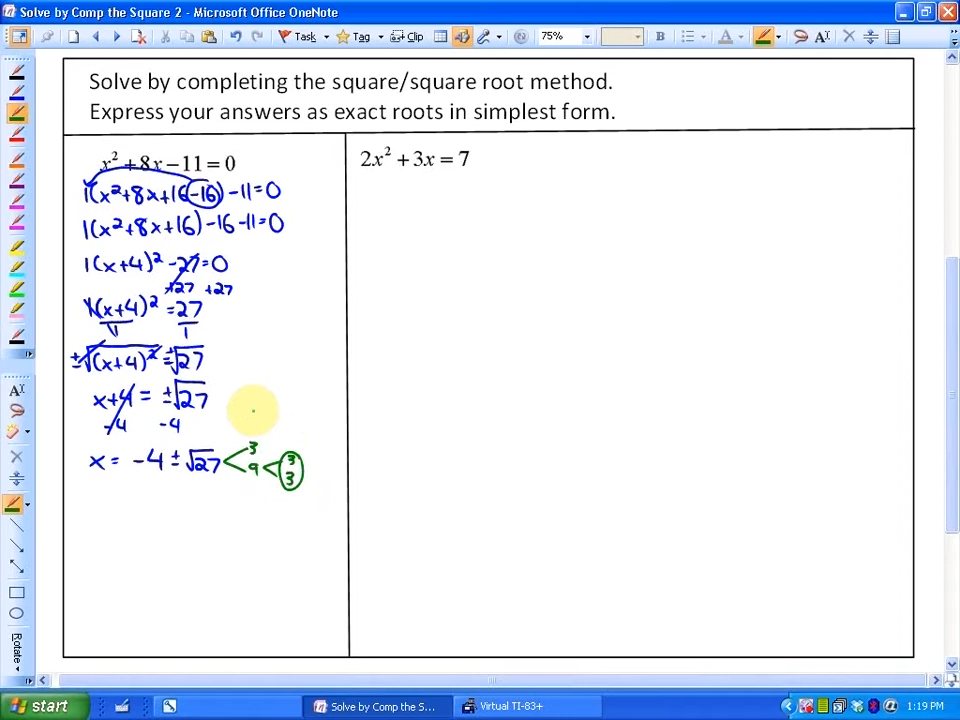 Solve by Comp the Square 2 - Microsoft Office OneNote
Task Tag Clip 75% B A A
Solve by completing the square/square root method.
Express your answers as exact roots in simplest form.
x² + 8x − 11 = 0
1(x²+8x+16-16)-11=0
1(x²+8x+16)-16-11=0
1(x+4)²-27=0
+27 +27
1(x+4)²=27
1 1
±√(x+4)²=±√27
x+4=±√27
-4 -4
x= -4±√27 3
9 3
3
2x² + 3x = 7
A
Rotate
start
Solve by Comp the S...
Virtual TI-83+
1:19 PM